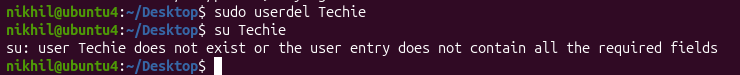 nikhil@ubuntu4:~/Desktop$ sudo userdel Techie
nikhil@ubuntu4:~/Desktop$ su Techie
su: user Techie does not exist or the user entry does not contain all the required fields
nikhil@ubuntu4:~/Desktop$